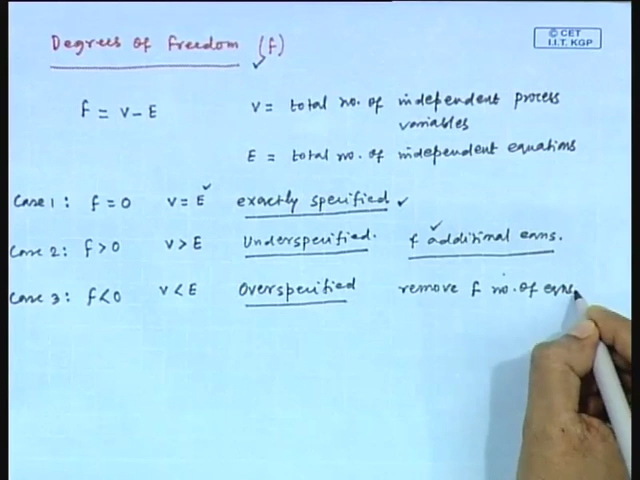 Degrees of freedom (f)
© CET
I.I.T. KGP
f = V - E
V = total no. of independent process variables
E = total no. of independent equations
Case 1: f = 0 V = E exactly specified
Case 2: f > 0 V > E Underspecified. f additional eqns.
Case 3: f < 0 V < E Overspecified remove f no. of eqns